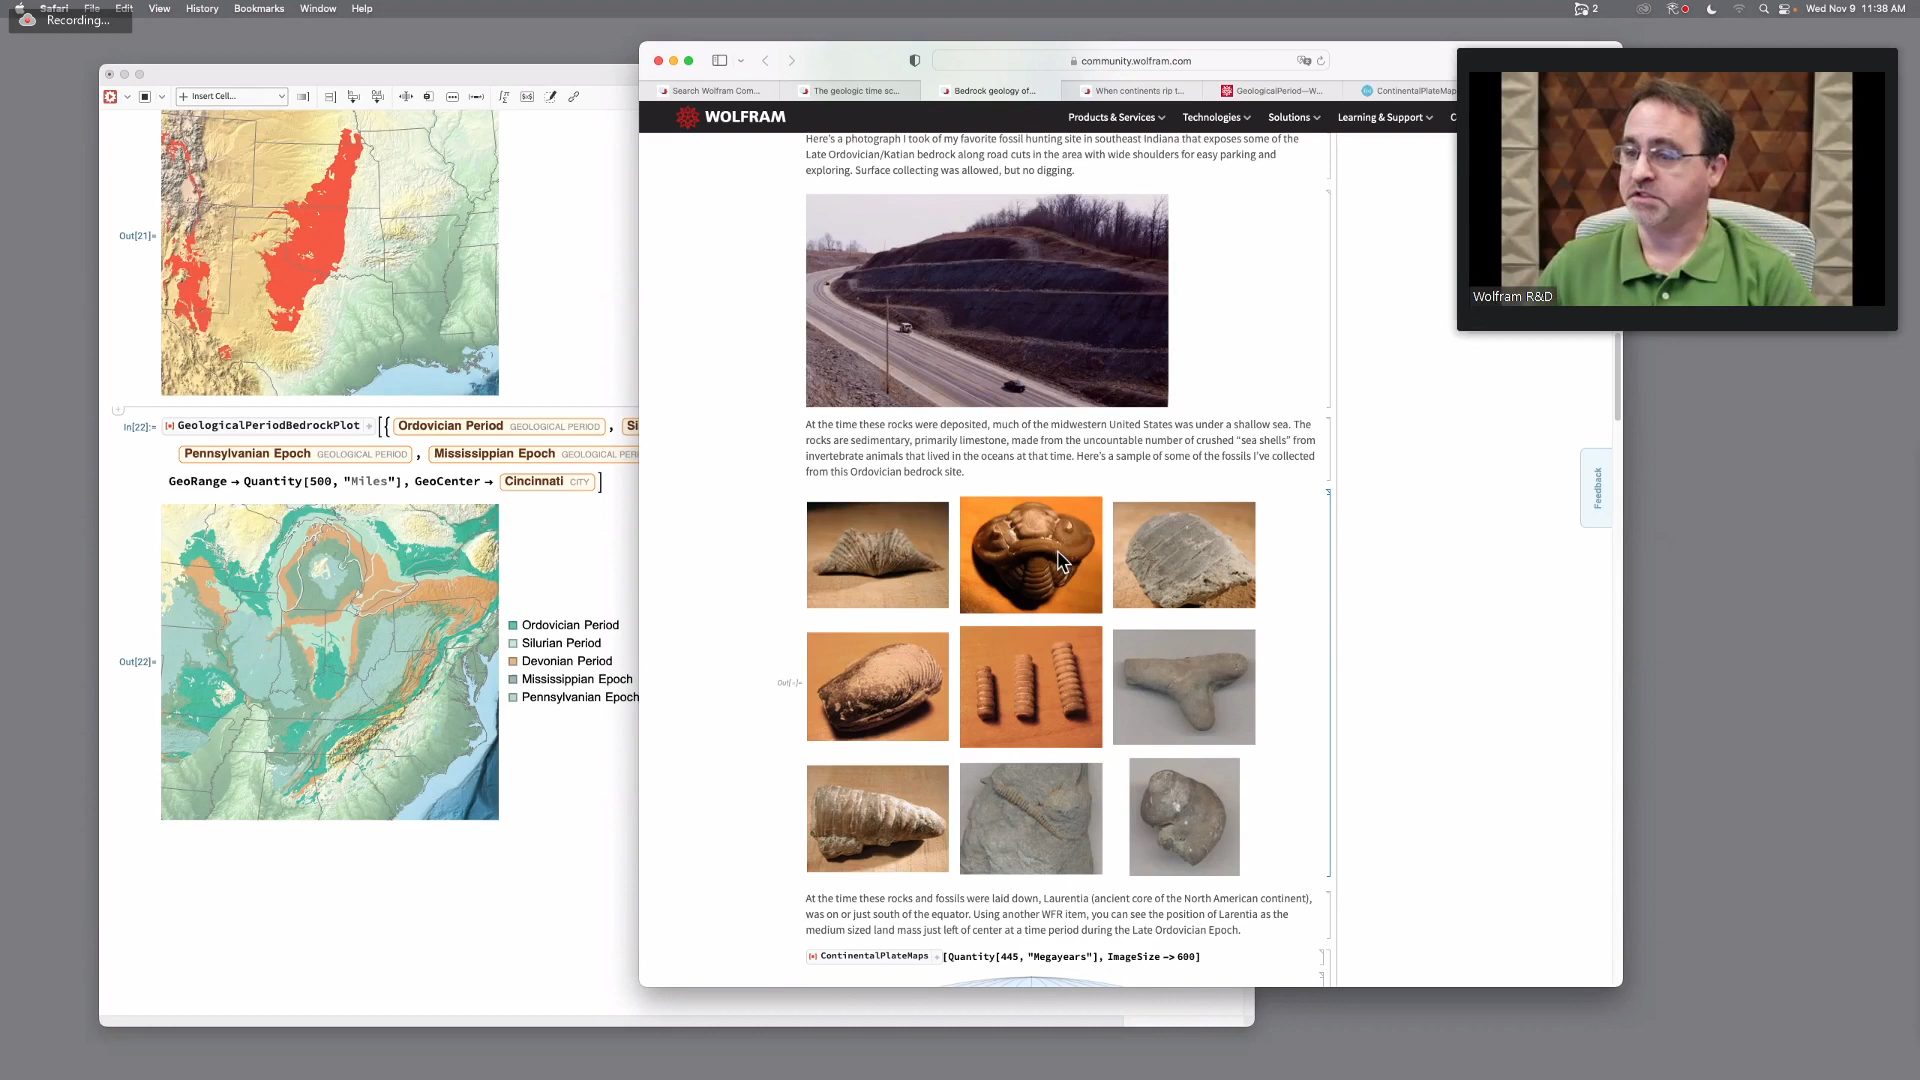 Safari File Edit View History Bookmarks Window Help
2
Wed Nov 9 11:38 AM
Recording...
Insert Cell...
Out[21]=
In[22]:= GeologicalPeriodBedrockPlot [{ Ordovician Period GEOLOGICAL PERIOD , Si
Pennsylvanian Epoch GEOLOGICAL PERIOD , Mississippian Epoch GEOLOGICAL PERI
GeoRange → Quantity[500, "Miles"], GeoCenter → Cincinnati CITY ]
Out[22]=
Ordovician Period
Silurian Period
Devonian Period
Mississippian Epoch
Pennsylvanian Epoch
community.wolfram.com
Search Wolfram Com...
The geologic time sc...
Bedrock geology of...
When continents rip t...
GeologicalPeriod—W...
ContinentalPlateMap
WOLFRAM
Products & Services
Technologies
Solutions
Learning & Support
C
Here's a photograph I took of my favorite fossil hunting site in southeast Indiana that exposes some of the
Late Ordovician/Katian bedrock along road cuts in the area with wide shoulders for easy parking and
exploring. Surface collecting was allowed, but no digging.
At the time these rocks were deposited, much of the midwestern United States was under a shallow sea. The
rocks are sedimentary, primarily limestone, made from the uncountable number of crushed “sea shells” from
invertebrate animals that lived in the oceans at that time. Here's a sample of some of the fossils I've collected
from this Ordovician bedrock site.
At the time these rocks and fossils were laid down, Laurentia (ancient core of the North American continent),
was on or just south of the equator. Using another WFR item, you can see the position of Larentia as the
medium sized land mass just left of center at a time period during the Late Ordovician Epoch.
ContinentalPlateMaps [Quantity[445, "Megayears"], ImageSize -> 600]
Feedback
Wolfram R&D